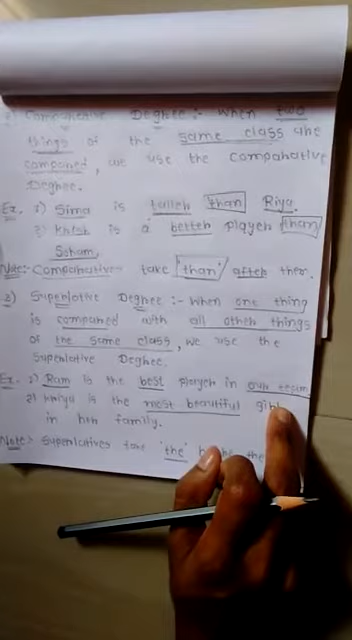 2) Comparative Degree :- When two
things of the same class are
compared, we use the comparative
Degree.
Ex. 1) Sima is taller than Riya.
2) Krish is a better player than
Soham.
Note:- Comparatives take 'than' after them.
3) Superlative Degree :- When one thing
is compared with all other things
of the same class, we use the
Superlative Degree.
Ex :- 1) Ram is the best player in our team
2) is the most beautiful girl
in her family.
Note :- Superlatives take 'the' the